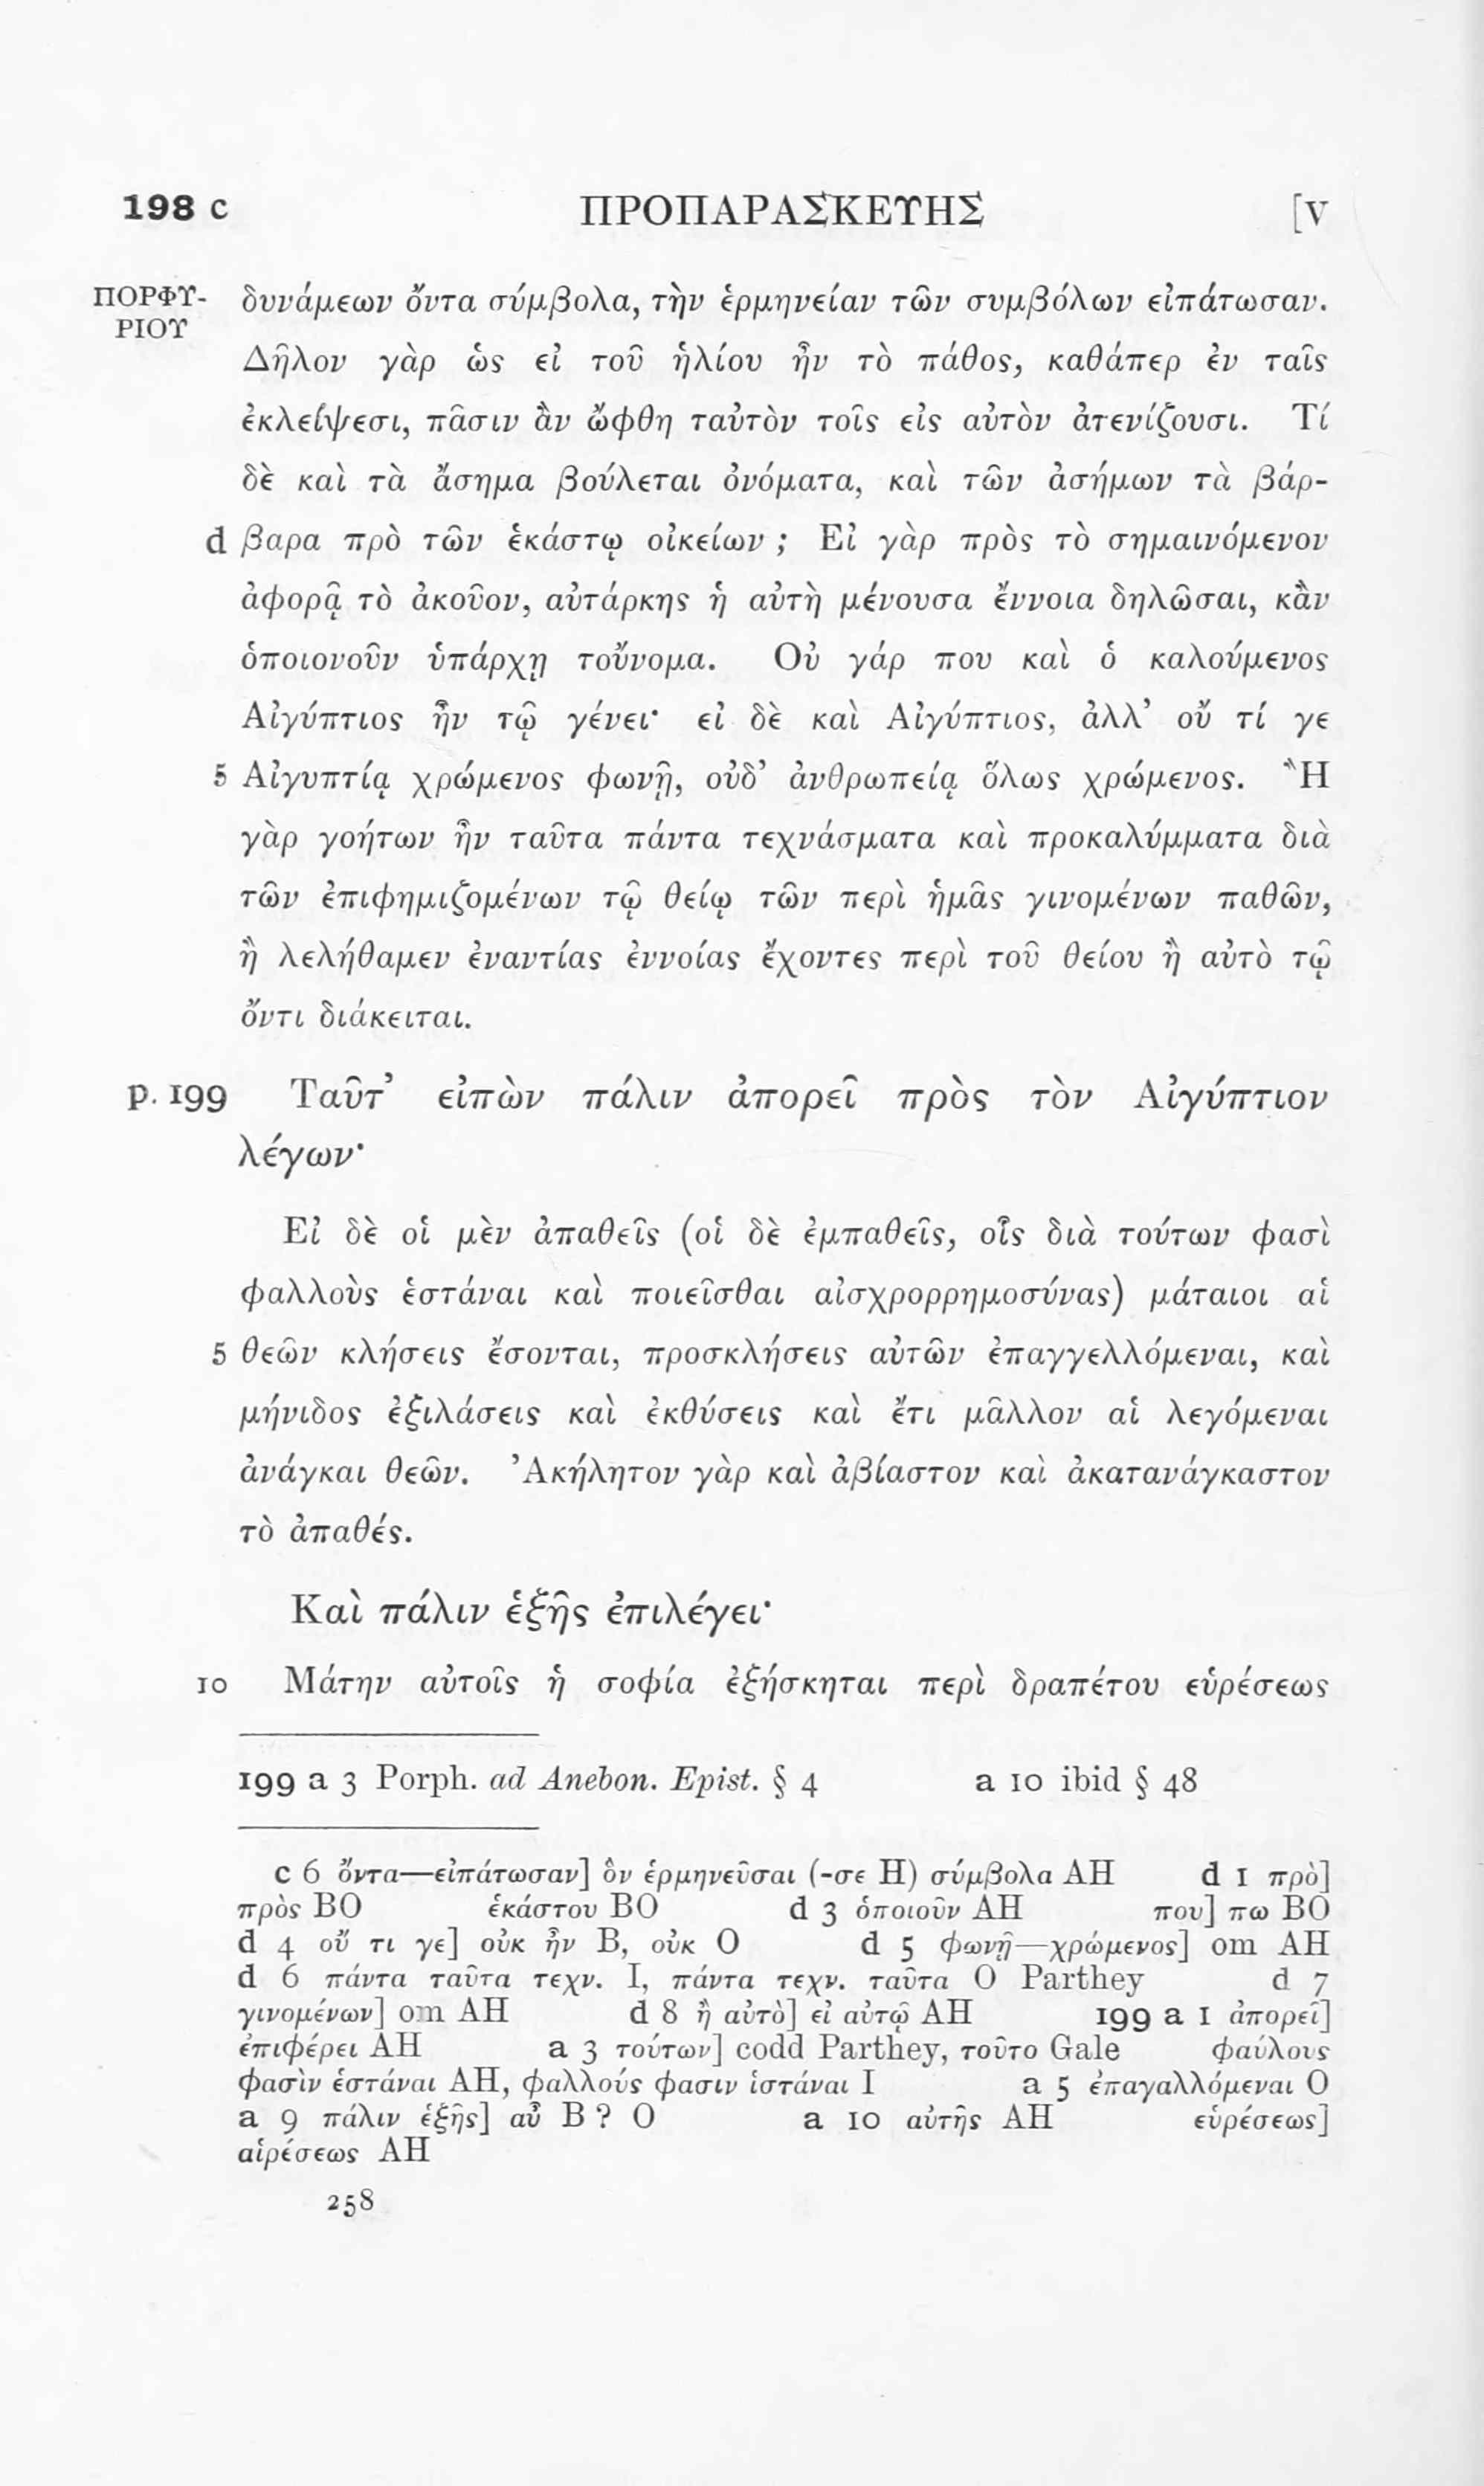 198 c ΠΡΟΠΑΡΑΣΚΕΥΗΣ [V
ΠΟΡΦΥ- δυνάμεων ὄντα σύμβολα, τὴν ἑρμηνείαν τῶν συμβόλων εἰπάτωσαν.
ΡΙΟΥ
Δῆλον γὰρ ὡς εἰ τοῦ ἡλίου ἦν τὸ πάθος, καθάπερ ἐν ταῖς
ἐκλείψεσι, πᾶσιν ἂν ὤφθη ταὐτὸν τοῖς εἰς αὐτὸν ἀτενίζουσι. Τί
δὲ καὶ τὰ ἄσημα βούλεται ὀνόματα, καὶ τῶν ἀσήμων τὰ βάρ-
d βαρα πρὸ τῶν ἑκάστῳ οἰκείων; Εἰ γὰρ πρὸς τὸ σημαινόμενον
ἀφορᾷ τὸ ἀκοῦον, αὐτάρκης ἡ αὐτὴ μένουσα ἔννοια δηλῶσαι, κἂν
ὁποιονοῦν ὑπάρχῃ τοὔνομα. Οὐ γάρ που καὶ ὁ καλούμενος
Αἰγύπτιος ἦν τῷ γένει· εἰ δὲ καὶ Αἰγύπτιος, ἀλλ’ οὔ τί γε
5 Αἰγυπτίᾳ χρώμενος φωνῇ, οὐδ’ ἀνθρωπείᾳ ὅλως χρώμενος. Ἢ
γὰρ γοήτων ἦν ταῦτα πάντα τεχνάσματα καὶ προκαλύμματα διὰ
τῶν ἐπιφημιζομένων τῷ θείῳ τῶν περὶ ἡμᾶς γινομένων παθῶν,
ἢ λελήθαμεν ἐναντίας ἐννοίας ἔχοντες περὶ τοῦ θείου ἢ αὐτὸ τῷ
ὄντι διάκειται.
p. 199 Ταῦτ’ εἰπὼν πάλιν ἀπορεῖ πρὸς τὸν Αἰγύπτιον
λέγων·
Εἰ δὲ οἱ μὲν ἀπαθεῖς (οἱ δὲ ἐμπαθεῖς, οἷς διὰ τούτων φασὶ
φαλλοὺς ἑστάναι καὶ ποιεῖσθαι αἰσχρορρημοσύνας) μάταιοι αἱ
5 θεῶν κλήσεις ἔσονται, προσκλήσεις αὐτῶν ἐπαγγελλόμεναι, καὶ
μήνιδος ἐξιλάσεις καὶ ἐκθύσεις καὶ ἔτι μᾶλλον αἱ λεγόμεναι
ἀνάγκαι θεῶν. Ἀκήλητον γὰρ καὶ ἀβίαστον καὶ ἀκατανάγκαστον
τὸ ἀπαθές.
Καὶ πάλιν ἑξῆς ἐπιλέγει·
10 Μάτην αὐτοῖς ἡ σοφία ἐξήσκηται περὶ δραπέτου εὑρέσεως
199 a 3 Porph. ad Anebon. Epist. § 4 a 10 ibid § 48
c 6 ὄντα—εἰπάτωσαν] ὃν ἑρμηνεῦσαι (-σε H) σύμβολα AH d 1 πρὸ]
πρὸς BO ἑκάστου BO d 3 ὁποιοῦν AH που] πω BO
d 4 οὔ τι γε] οὐκ ἦν B, οὐκ O d 5 φωνῇ—χρώμενος] om AH
d 6 πάντα ταῦτα τεχν. I, πάντα τεχν. ταῦτα O Parthey d 7
γινομένων] om AH d 8 ἢ αὐτὸ] εἰ αὐτῷ AH 199 a 1 ἀπορεῖ]
ἐπιφέρει AH a 3 τούτων] codd Parthey, τοῦτο Gale φαύλους
φασὶν ἑστάναι AH, φαλλούς φασιν ἱστάναι I a 5 ἐπαγαλλόμεναι O
a 9 πάλιν ἑξῆς] αὖ B ? O a 10 αὐτῆς AH εὑρέσεως]
αἱρέσεως AH
258